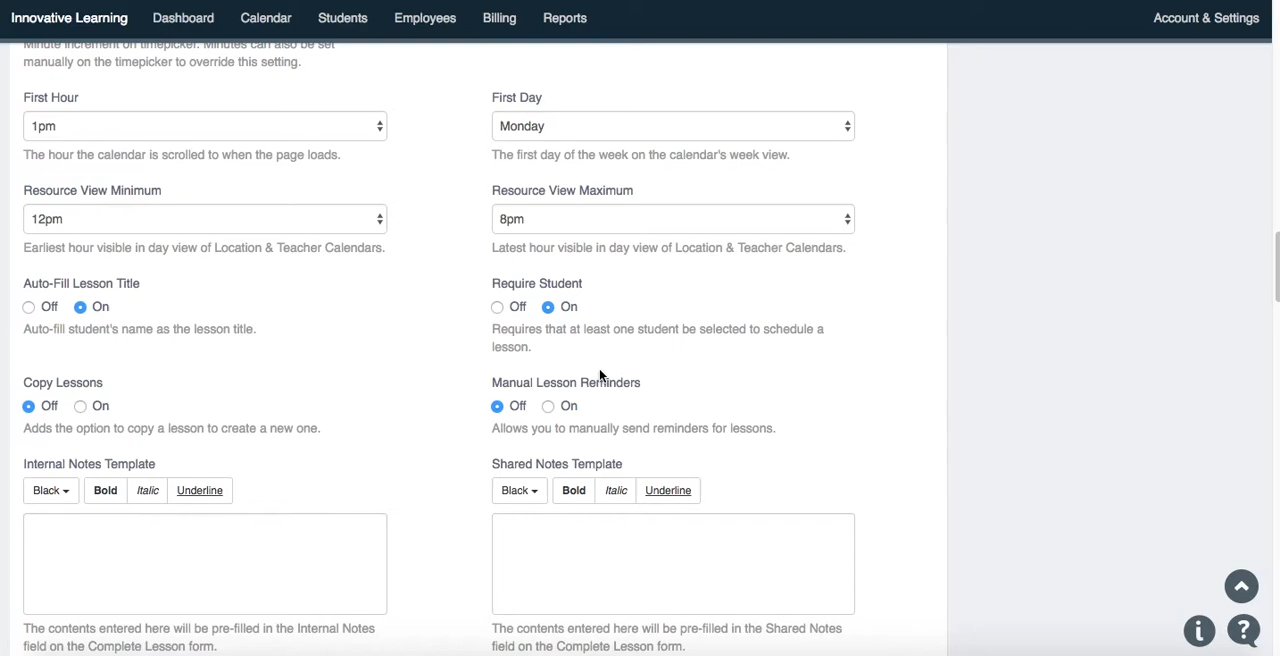 Innovative Learning Dashboard Calendar Students Employees Billing Reports Account & Settings
Minute increment on timepicker. Minutes can also be set
manually on the timepicker to override this setting.
First Hour First Day
1pm Monday
The hour the calendar is scrolled to when the page loads. The first day of the week on the calendar's week view.
Resource View Minimum Resource View Maximum
12pm 8pm
Earliest hour visible in day view of Location & Teacher Calendars. Latest hour visible in day view of Location & Teacher Calendars.
Auto-Fill Lesson Title Require Student
Off On Off On
Auto-fill student's name as the lesson title. Requires that at least one student be selected to schedule a
lesson.
Copy Lessons Manual Lesson Reminders
Off On Off On
Adds the option to copy a lesson to create a new one. Allows you to manually send reminders for lessons.
Internal Notes Template Shared Notes Template
Black Bold Italic Underline Black Bold Italic Underline
The contents entered here will be pre-filled in the Internal Notes The contents entered here will be pre-filled in the Shared Notes
field on the Complete Lesson form. field on the Complete Lesson form.